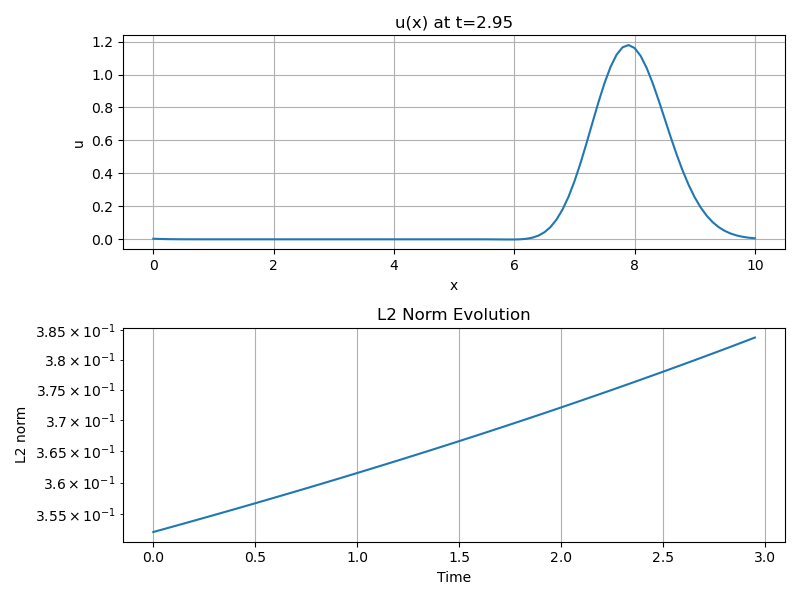 u(x) at t=2.95
1.2
1.0
0.8
0.6
0.4
0.2
0.0
u
0 2 4 6 8 10
x
L2 Norm Evolution
3.85 × 10⁻¹
3.8 × 10⁻¹
3.75 × 10⁻¹
3.7 × 10⁻¹
3.65 × 10⁻¹
3.6 × 10⁻¹
3.55 × 10⁻¹
L2 norm
0.0 0.5 1.0 1.5 2.0 2.5 3.0
Time